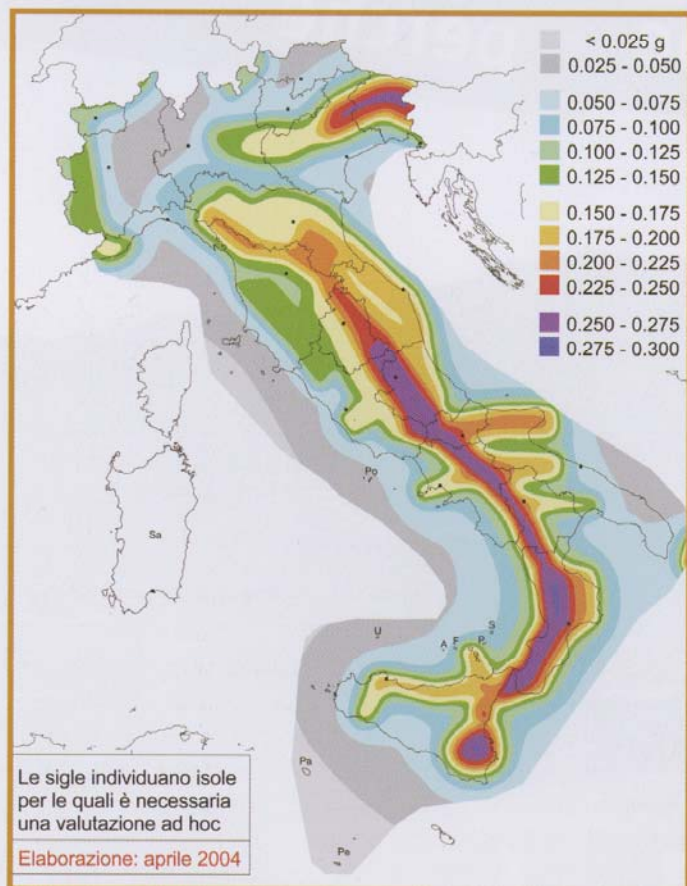 < 0.025 g
0.025 - 0.050
0.050 - 0.075
0.075 - 0.100
0.100 - 0.125
0.125 - 0.150
0.150 - 0.175
0.175 - 0.200
0.200 - 0.225
0.225 - 0.250
0.250 - 0.275
0.275 - 0.300
Po
Sa
U
A
F
P
S
Pa
Pe
Le sigle individuano isole
per le quali è necessaria
una valutazione ad hoc
Elaborazione: aprile 2004